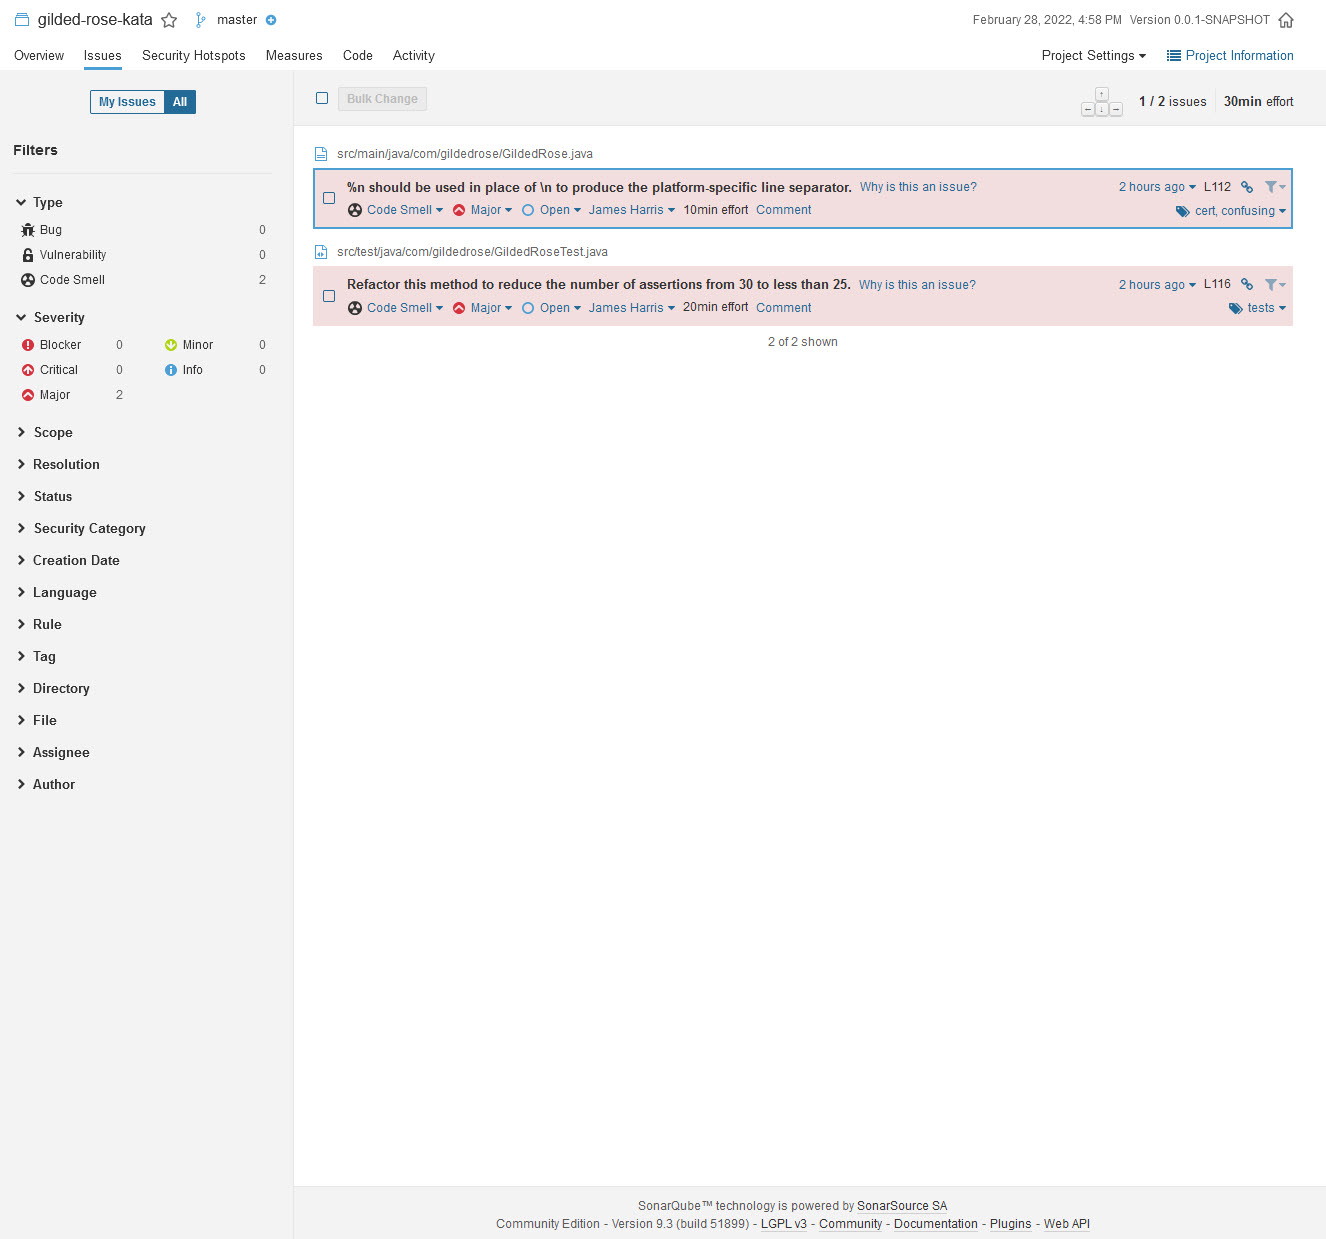 gilded-rose-kata master February 28, 2022, 4:58 PM Version 0.0.1-SNAPSHOT
Overview Issues Security Hotspots Measures Code Activity Project Settings Project Information
My Issues All
Filters
Type
Bug 0
Vulnerability 0
Code Smell 2
Severity
Blocker 0 Minor 0
Critical 0 Info 0
Major 2
Scope
Resolution
Status
Security Category
Creation Date
Language
Rule
Tag
Directory
File
Assignee
Author
Bulk Change 1 / 2 issues 30min effort
src/main/java/com/gildedrose/GildedRose.java
%n should be used in place of \n to produce the platform-specific line separator. Why is this an issue? 2 hours ago L112
Code Smell Major Open James Harris 10min effort Comment cert, confusing
src/test/java/com/gildedrose/GildedRoseTest.java
Refactor this method to reduce the number of assertions from 30 to less than 25. Why is this an issue? 2 hours ago L116
Code Smell Major Open James Harris 20min effort Comment tests
2 of 2 shown
SonarQube™ technology is powered by SonarSource SA
Community Edition - Version 9.3 (build 51899) - LGPL v3 - Community - Documentation - Plugins - Web API